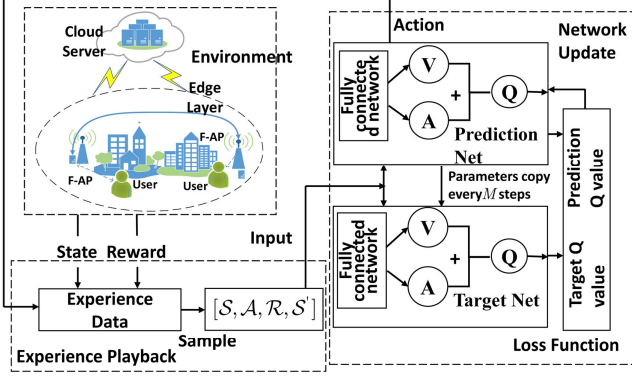 Cloud
Server
Environment
Edge
Layer
F-AP
F-AP
User
User
State Reward
Experience
Data
Sample
[S, A, R, S']
Experience Playback
Input
Action
Network
Update
Fully
connecte
d network
V
A
+
Q
Prediction
Net
Parameters copy
every M steps
Fully
connected
network
V
A
+
Q
Target Net
Prediction
Q value
Target Q
value
Loss Function